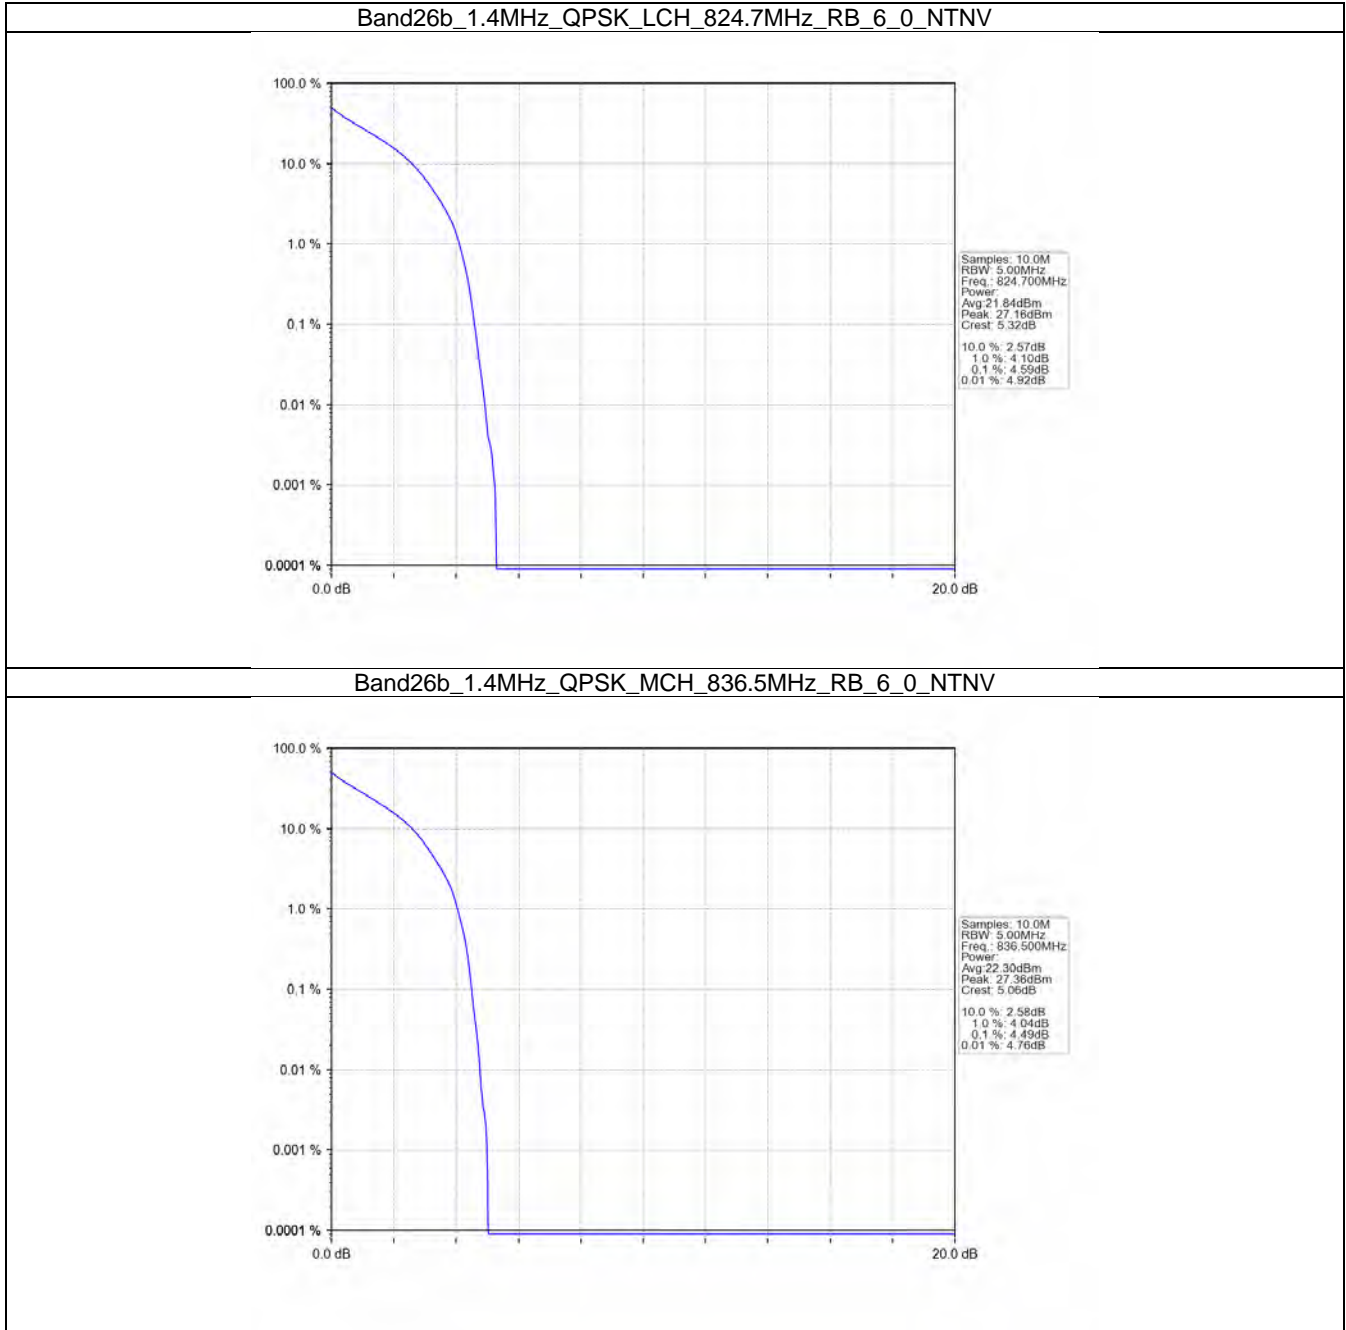 Band26b_1.4MHz_QPSK_LCH_824.7MHz_RB_6_0_NTNV
100.0 %
10.0 %
1.0 %
0.1 %
0.01 %
0.001 %
0.0001 %
0.0 dB
20.0 dB
Samples: 10.0M
RBW: 5.00MHz
Freq.: 824.700MHz
Power:
Avg:21.84dBm
Peak: 27.16dBm
Crest: 5.32dB
10.0 %: 2.57dB
1.0 %: 4.10dB
0.1 %: 4.59dB
0.01 %: 4.92dB
Band26b_1.4MHz_QPSK_MCH_836.5MHz_RB_6_0_NTNV
100.0 %
10.0 %
1.0 %
0.1 %
0.01 %
0.001 %
0.0001 %
0.0 dB
20.0 dB
Samples: 10.0M
RBW: 5.00MHz
Freq.: 836.500MHz
Power:
Avg:22.30dBm
Peak: 27.36dBm
Crest: 5.06dB
10.0 %: 2.58dB
1.0 %: 4.04dB
0.1 %: 4.49dB
0.01 %: 4.76dB